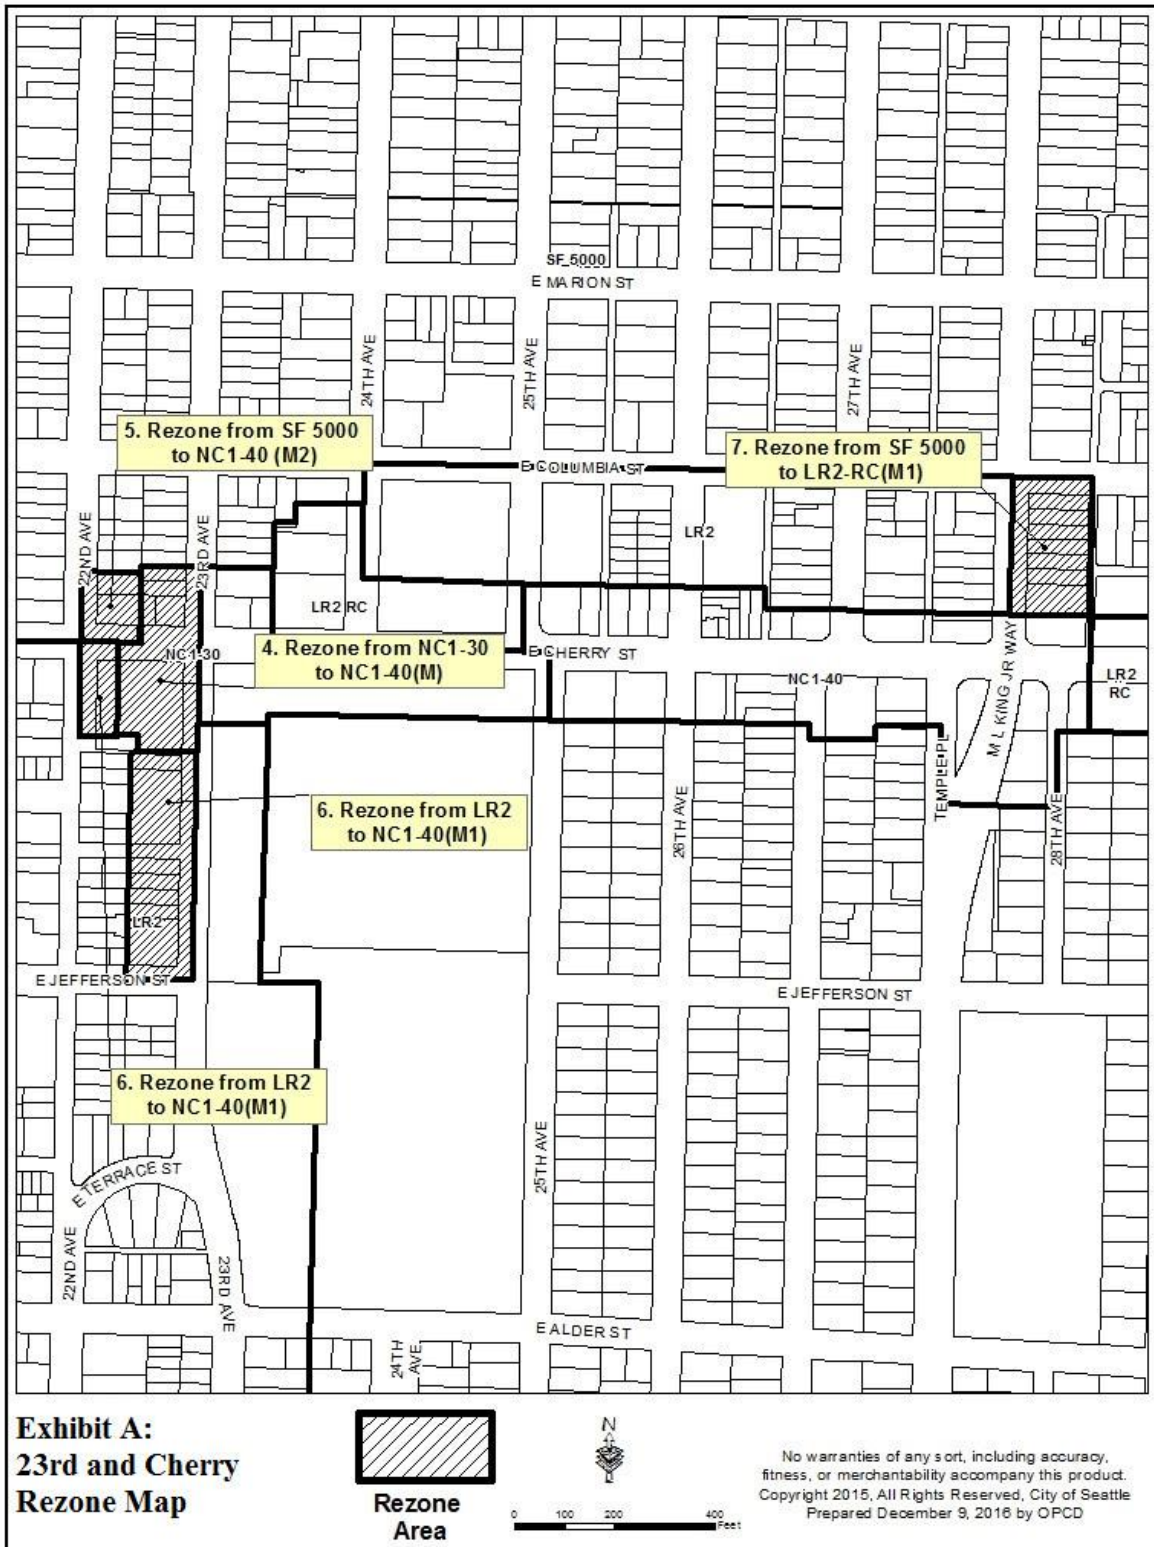 SF 5000
E MARION ST
24TH AVE
25TH AVE
27TH AVE
5. Rezone from SF 5000
to NC1-40 (M2)
7. Rezone from SF 5000
to LR2-RC(M1)
E COLUMBIA ST
22ND AVE
23RD AVE
LR2
LR2 RC
NC1-30
4. Rezone from NC1-30
to NC1-40(M)
E CHERRY ST
NC1-40
M L KING JR WAY
LR2
RC
TEMPLE PL
26TH AVE
28TH AVE
6. Rezone from LR2
to NC1-40(M1)
LR2
E JEFFERSON ST
E JEFFERSON ST
6. Rezone from LR2
to NC1-40(M1)
E TERRACE ST
25TH AVE
22ND AVE
23RD AVE
E ALDER ST
24TH
AVE
Exhibit A:
23rd and Cherry
Rezone Map
Rezone
Area
N
0 100 200 400
Feet
No warranties of any sort, including accuracy,
fitness, or merchantability accompany this product.
Copyright 2015, All Rights Reserved, City of Seattle
Prepared December 9, 2016 by OPCD